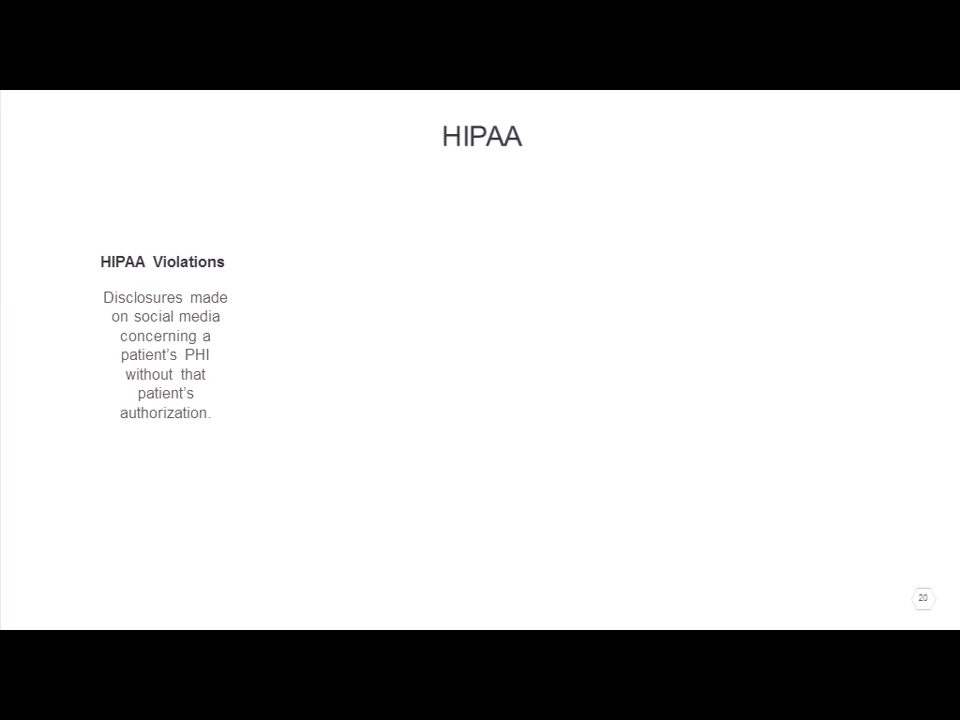 HIPAA
HIPAA Violations
Disclosures made
on social media
concerning a
patient's PHI
without that
patient's
authorization.
20